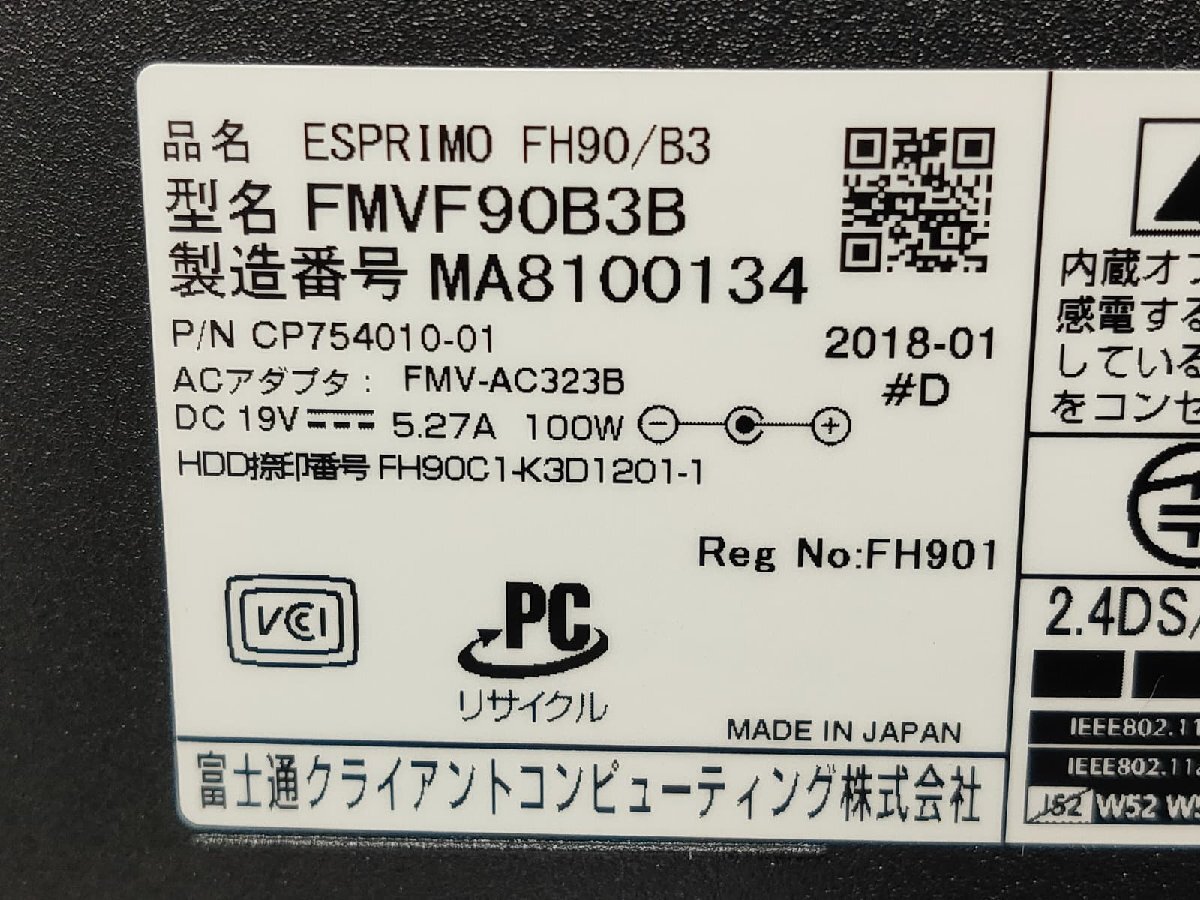 品名 ESPRIMO FH90/B3
型名 FMVF90B3B
製造番号 MA8100134
P/N CP754010-01
2018-01
ACアダプタ: FMV-AC323B
#D
DC 19V 5.27A 100W
HDD捺印番号 FH90C1-K3D1201-1
Reg No:FH901
VCCI
PC
リサイクル
MADE IN JAPAN
富士通クライアントコンピューティング株式会社
内蔵オプ
感電する
している
をコンセ
2.4DS/
IEEE802.11
IEEE802.11a
J52 W52 W5